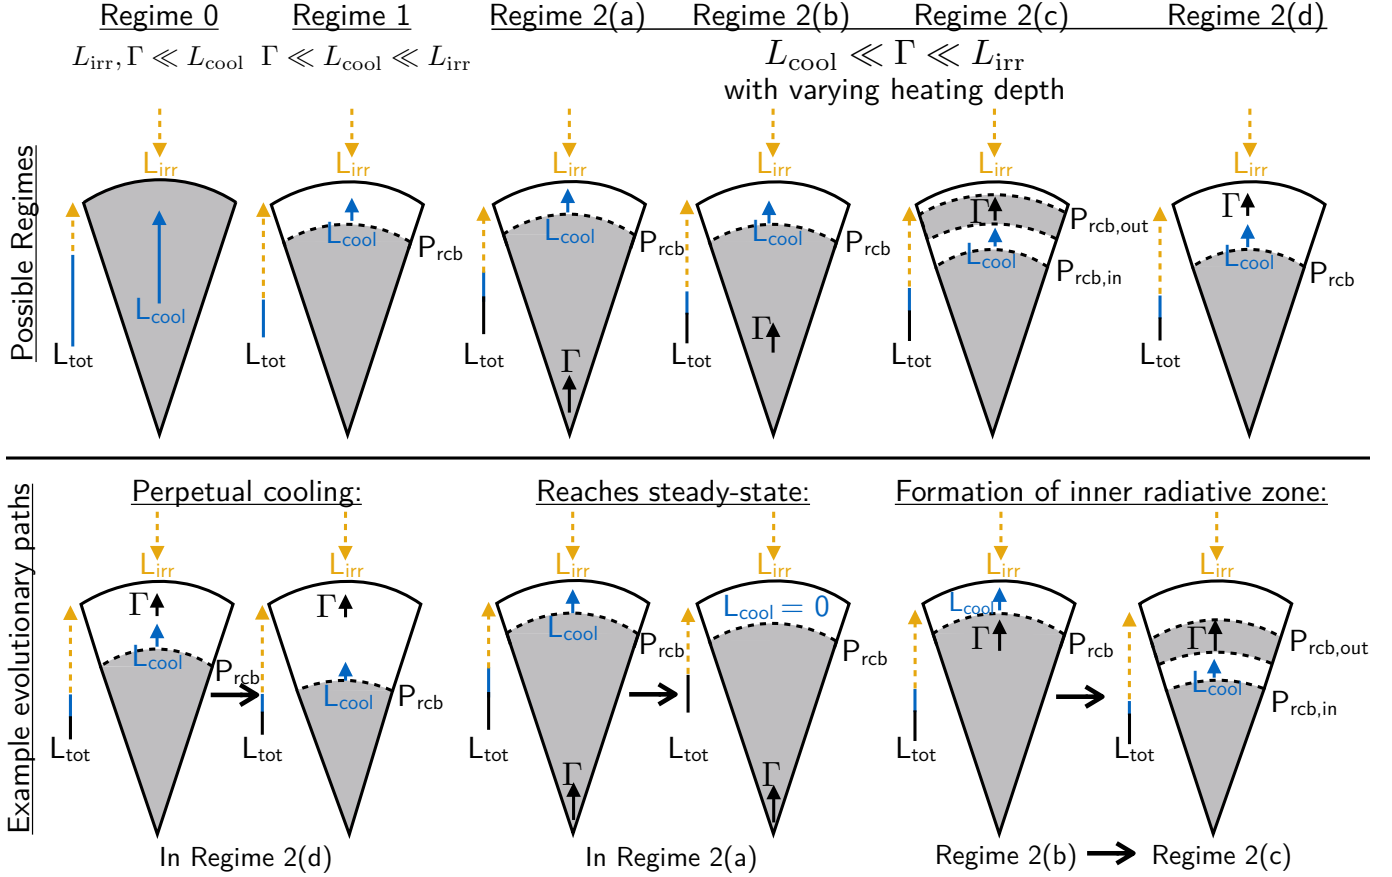 Regime 0 Regime 1 Regime 2(a) Regime 2(b) Regime 2(c) Regime 2(d)
L_irr, Γ ≪ L_cool Γ ≪ L_cool ≪ L_irr L_cool ≪ Γ ≪ L_irr
with varying heating depth
Possible Regimes
L_irr L_irr L_irr L_irr L_irr L_irr
L_cool L_tot
L_cool P_rcb L_tot
L_cool P_rcb L_tot Γ
L_cool P_rcb L_tot Γ
Γ P_rcb,out L_cool P_rcb,in L_tot
Γ L_cool P_rcb L_tot
Example evolutionary paths
Perpetual cooling: Reaches steady-state: Formation of inner radiative zone:
L_irr L_irr L_irr L_irr L_irr L_irr
Γ L_cool P_rcb L_tot
Γ L_cool P_rcb L_tot
L_cool P_rcb L_tot Γ
L_cool = 0 P_rcb L_tot Γ
L_cool Γ P_rcb L_tot
Γ P_rcb,out L_cool P_rcb,in L_tot
In Regime 2(d) In Regime 2(a) Regime 2(b) → Regime 2(c)